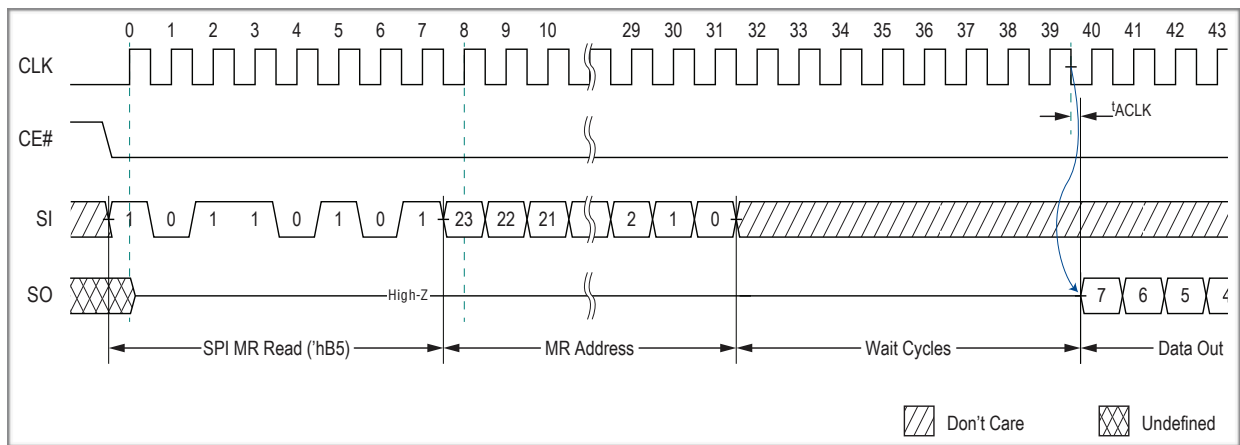 0 1 2 3 4 5 6 7 8 9 10 29 30 31 32 33 34 35 36 37 38 39 40 41 42 43
CLK
tACLK
CE#
SI 1 0 1 1 0 1 0 1 23 22 21 2 1 0
SO High-Z 7 6 5 4
SPI MR Read ('hB5) MR Address Wait Cycles Data Out
Don't Care Undefined